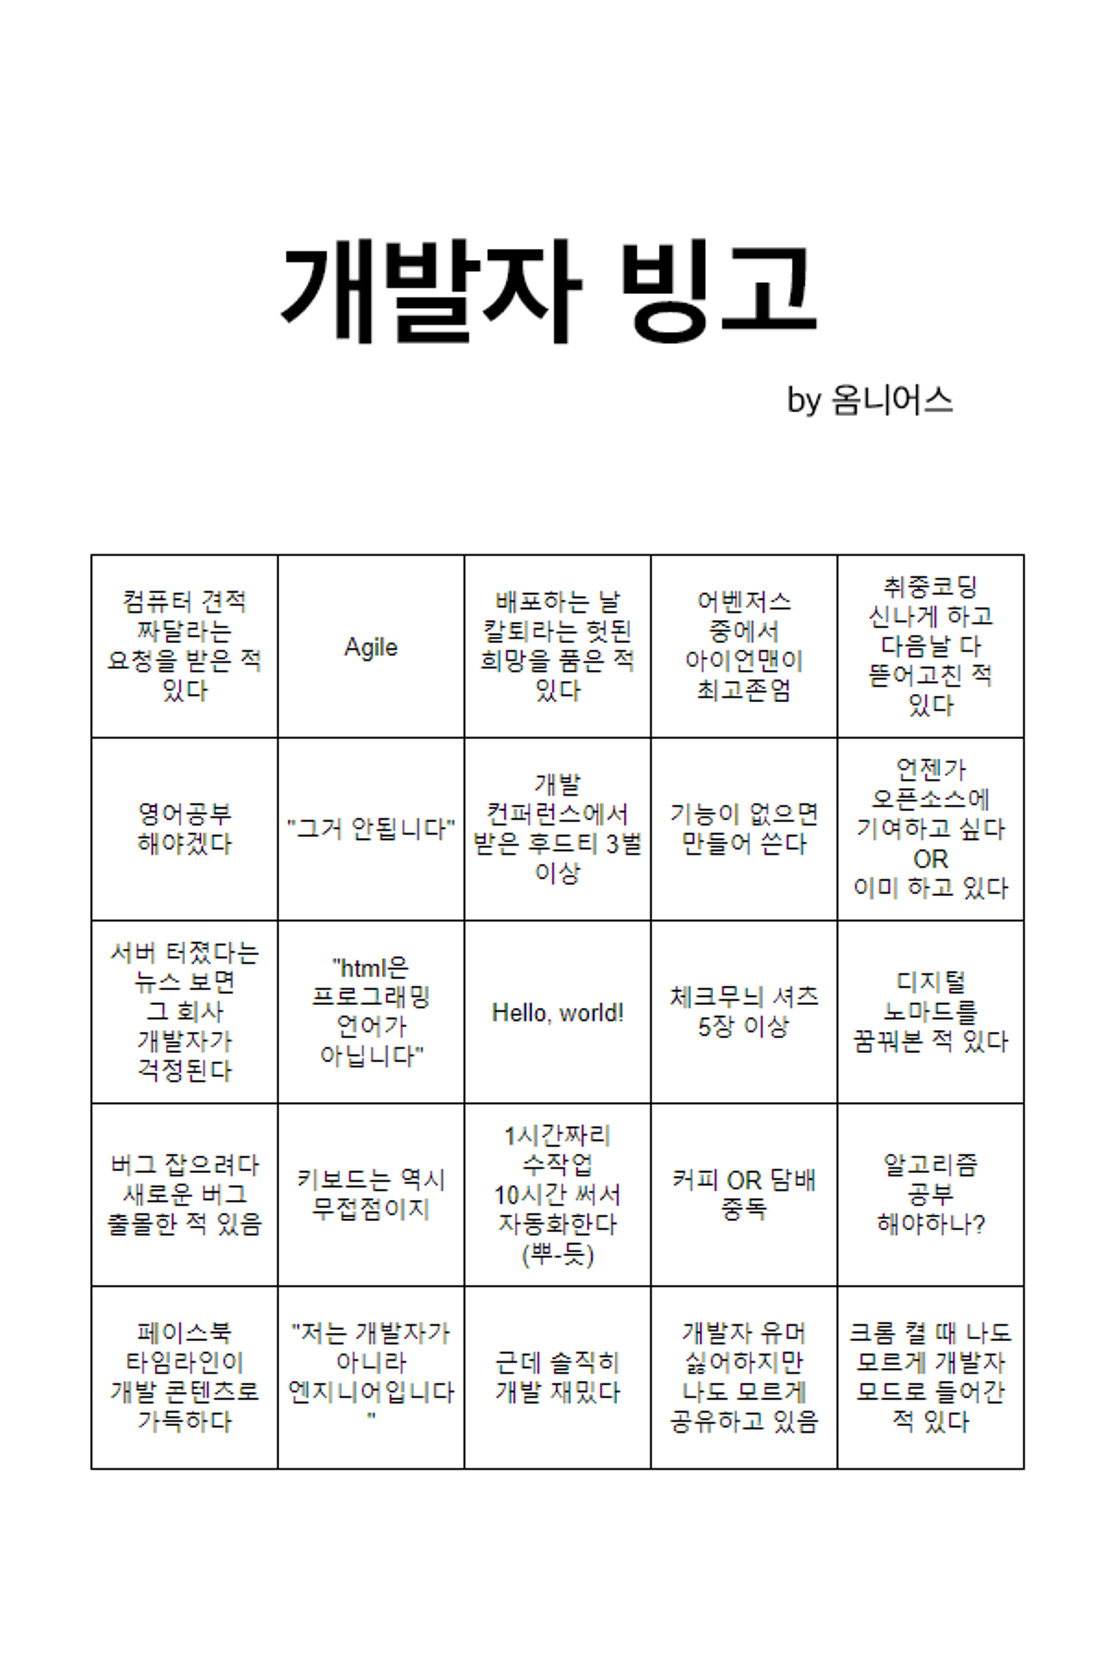 개발자 빙고
by 옴니어스
컴퓨터 견적
짜달라는
요청을 받은 적
있다
Agile
배포하는 날
칼퇴라는 헛된
희망을 품은 적
있다
어벤저스
중에서
아이언맨이
최고존엄
취중코딩
신나게 하고
다음날 다
뜯어고친 적
있다
영어공부
해야겠다
"그거 안됩니다"
개발
컨퍼런스에서
받은 후드티 3벌
이상
기능이 없으면
만들어 쓴다
언젠가
오픈소스에
기여하고 싶다
OR
이미 하고 있다
서버 터졌다는
뉴스 보면
그 회사
개발자가
걱정된다
"html은
프로그래밍
언어가
아닙니다"
Hello, world!
체크무늬 셔츠
5장 이상
디지털
노마드를
꿈꿔본 적 있다
버그 잡으려다
새로운 버그
출몰한 적 있음
키보드는 역시
무접점이지
1시간짜리
수작업
10시간 써서
자동화한다
(뿌-듯)
커피 OR 담배
중독
알고리즘
공부
해야하나?
페이스북
타임라인이
개발 콘텐츠로
가득하다
"저는 개발자가
아니라
엔지니어입니다
"
근데 솔직히
개발 재밌다
개발자 유머
싫어하지만
나도 모르게
공유하고 있음
크롬 켤 때 나도
모르게 개발자
모드로 들어간
적 있다